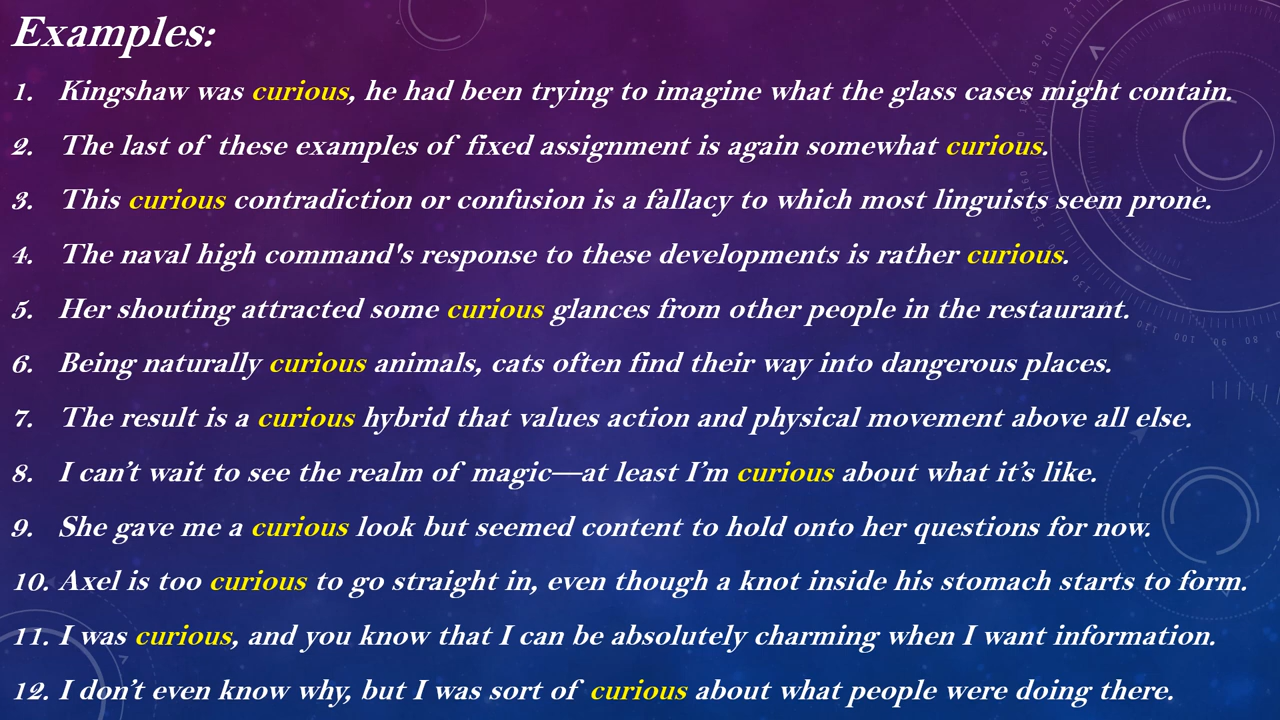 Examples:
1. Kingshaw was curious, he had been trying to imagine what the glass cases might contain.
2. The last of these examples of fixed assignment is again somewhat curious.
3. This curious contradiction or confusion is a fallacy to which most linguists seem prone.
4. The naval high command's response to these developments is rather curious.
5. Her shouting attracted some curious glances from other people in the restaurant.
6. Being naturally curious animals, cats often find their way into dangerous places.
7. The result is a curious hybrid that values action and physical movement above all else.
8. I can’t wait to see the realm of magic—at least I’m curious about what it’s like.
9. She gave me a curious look but seemed content to hold onto her questions for now.
10. Axel is too curious to go straight in, even though a knot inside his stomach starts to form.
11. I was curious, and you know that I can be absolutely charming when I want information.
12. I don’t even know why, but I was sort of curious about what people were doing there.